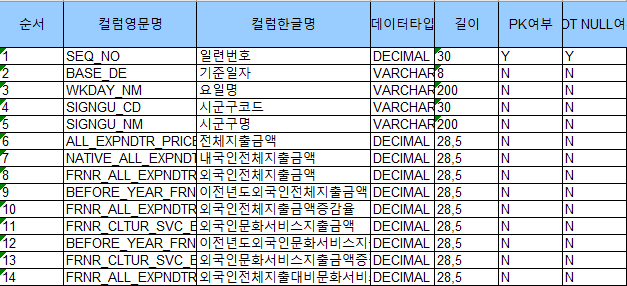 순서 컬럼영문명 컬럼한글명 데이터타입 길이 PK여부 OT NULL여
1 SEQ_NO 일련번호 DECIMAL 30 Y Y
2 BASE_DE 기준일자 VARCHAR 8 N N
3 WKDAY_NM 요일명 VARCHAR 200 N N
4 SIGNGU_CD 시군구코드 VARCHAR 30 N N
5 SIGNGU_NM 시군구명 VARCHAR 200 N N
6 ALL_EXPNDTR_PRICE 전체지출금액 DECIMAL 28,5 N N
7 NATIVE_ALL_EXPNDT 내국인전체지출금액 DECIMAL 28,5 N N
8 FRNR_ALL_EXPNDTR 외국인전체지출금액 DECIMAL 28,5 N N
9 BEFORE_YEAR_FRN 이전년도외국인전체지출금액 DECIMAL 28,5 N N
10 FRNR_ALL_EXPNDTR 외국인전체지출금액증감율 DECIMAL 28,5 N N
11 FRNR_CLTUR_SVC_E 외국인문화서비스지출금액 DECIMAL 28,5 N N
12 BEFORE_YEAR_FRN 이전년도외국인문화서비스지 DECIMAL 28,5 N N
13 FRNR_CLTUR_SVC_E 외국인문화서비스지출금액증 DECIMAL 28,5 N N
14 FRNR_ALL_EXPNDTR 외국인전체지출대비문화서비 DECIMAL 28,5 N N